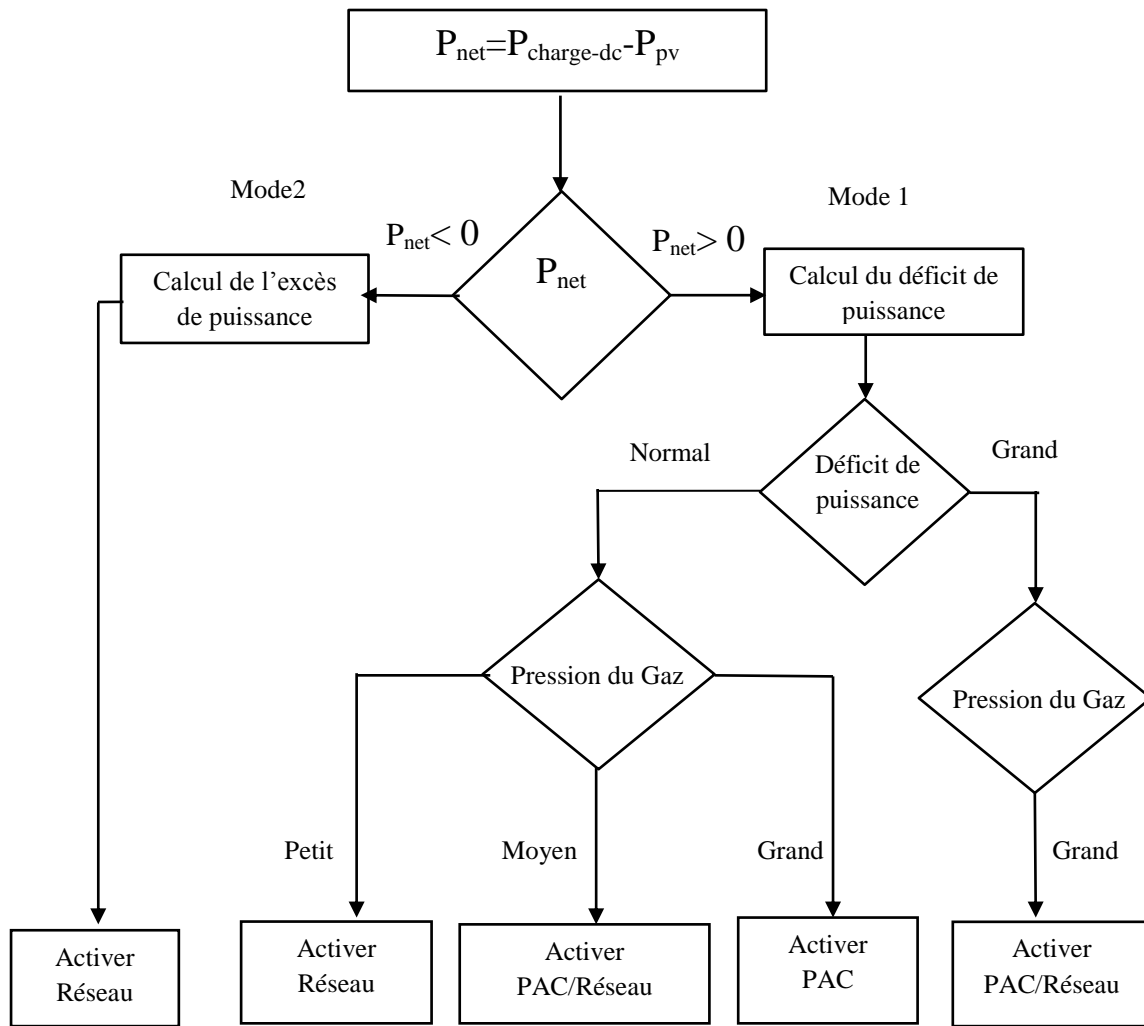 Pnet=Pcharge-dc-Ppv
Mode2
Mode 1
Pnet< 0
Pnet> 0
Pnet
Calcul de l’excès
de puissance
Calcul du déficit de
puissance
Normal
Grand
Déficit de
puissance
Pression du Gaz
Pression du Gaz
Petit
Moyen
Grand
Grand
Activer
Réseau
Activer
Réseau
Activer
PAC/Réseau
Activer
PAC
Activer
PAC/Réseau